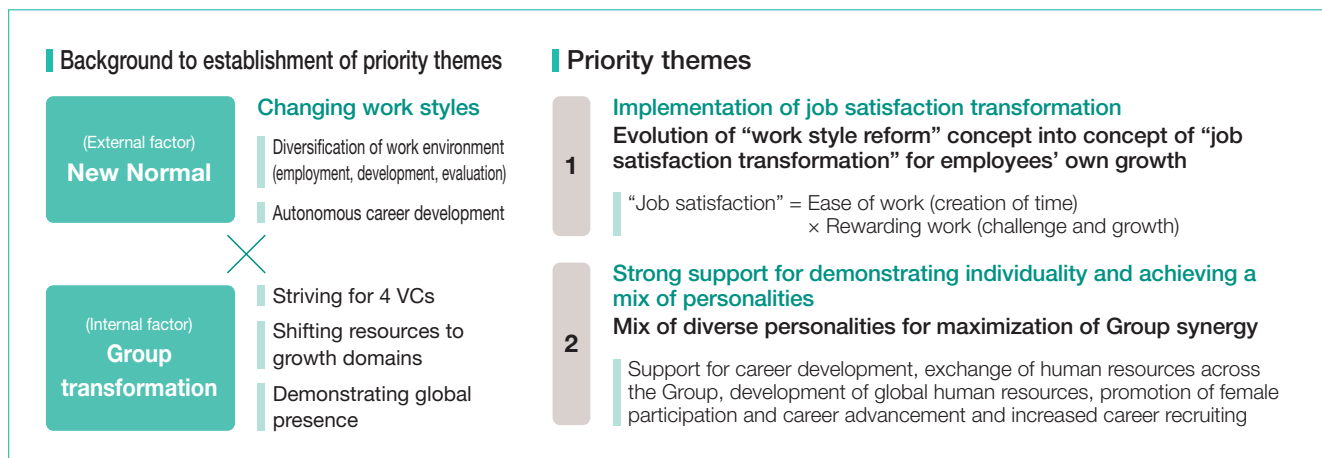 Background to establishment of priority themes
(External factor)
New Normal
Changing work styles
Diversification of work environment
(employment, development, evaluation)
Autonomous career development
(Internal factor)
Group
transformation
Striving for 4 VCs
Shifting resources to
growth domains
Demonstrating global
presence
Priority themes
1
Implementation of job satisfaction transformation
Evolution of “work style reform” concept into concept of “job
satisfaction transformation” for employees’ own growth
“Job satisfaction” = Ease of work (creation of time)
× Rewarding work (challenge and growth)
2
Strong support for demonstrating individuality and achieving a
mix of personalities
Mix of diverse personalities for maximization of Group synergy
Support for career development, exchange of human resources across
the Group, development of global human resources, promotion of female
participation and career advancement and increased career recruiting